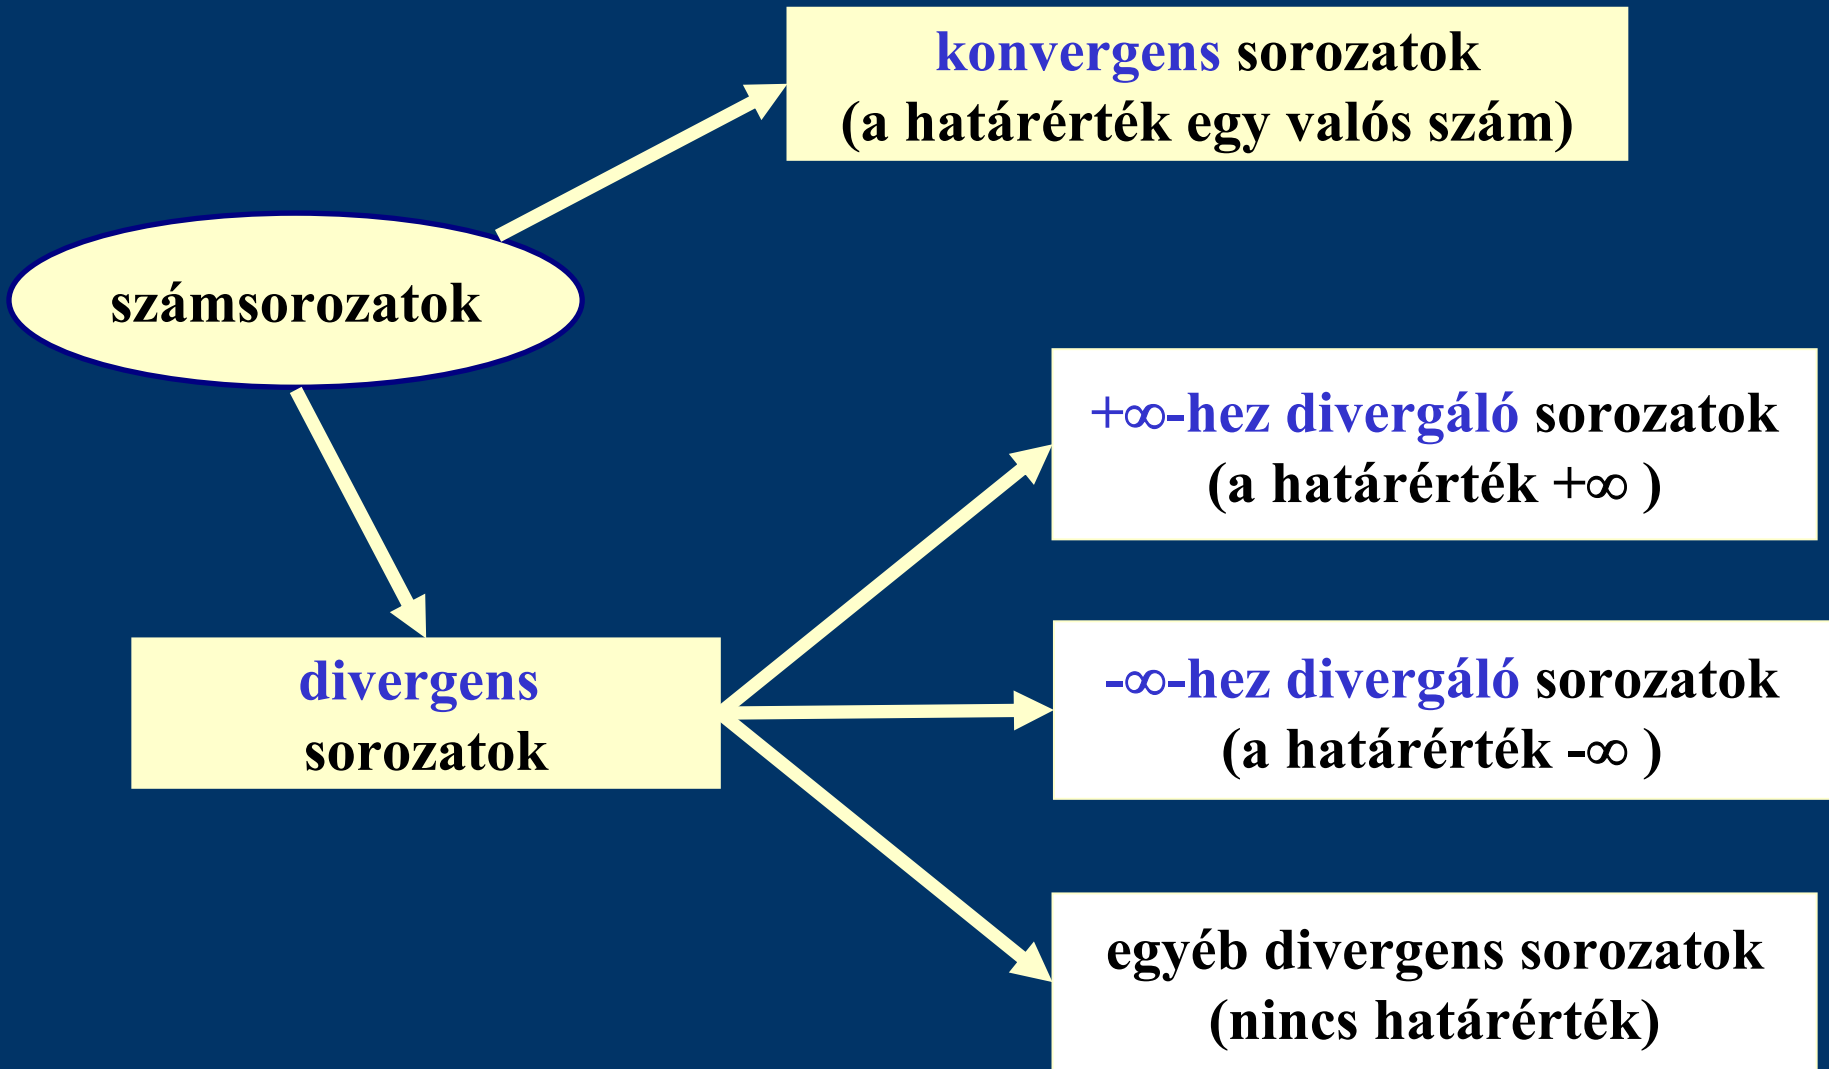 konvergens sorozatok
(a határérték egy valós szám)
számsorozatok
+∞-hez divergáló sorozatok
(a határérték +∞ )
divergens
sorozatok
-∞-hez divergáló sorozatok
(a határérték -∞ )
egyéb divergens sorozatok
(nincs határérték)